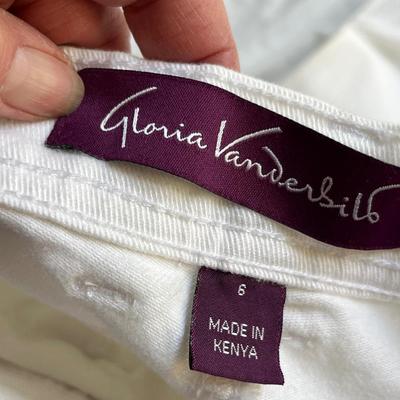 Gloria Vanderbilt
6
MADE IN
KENYA